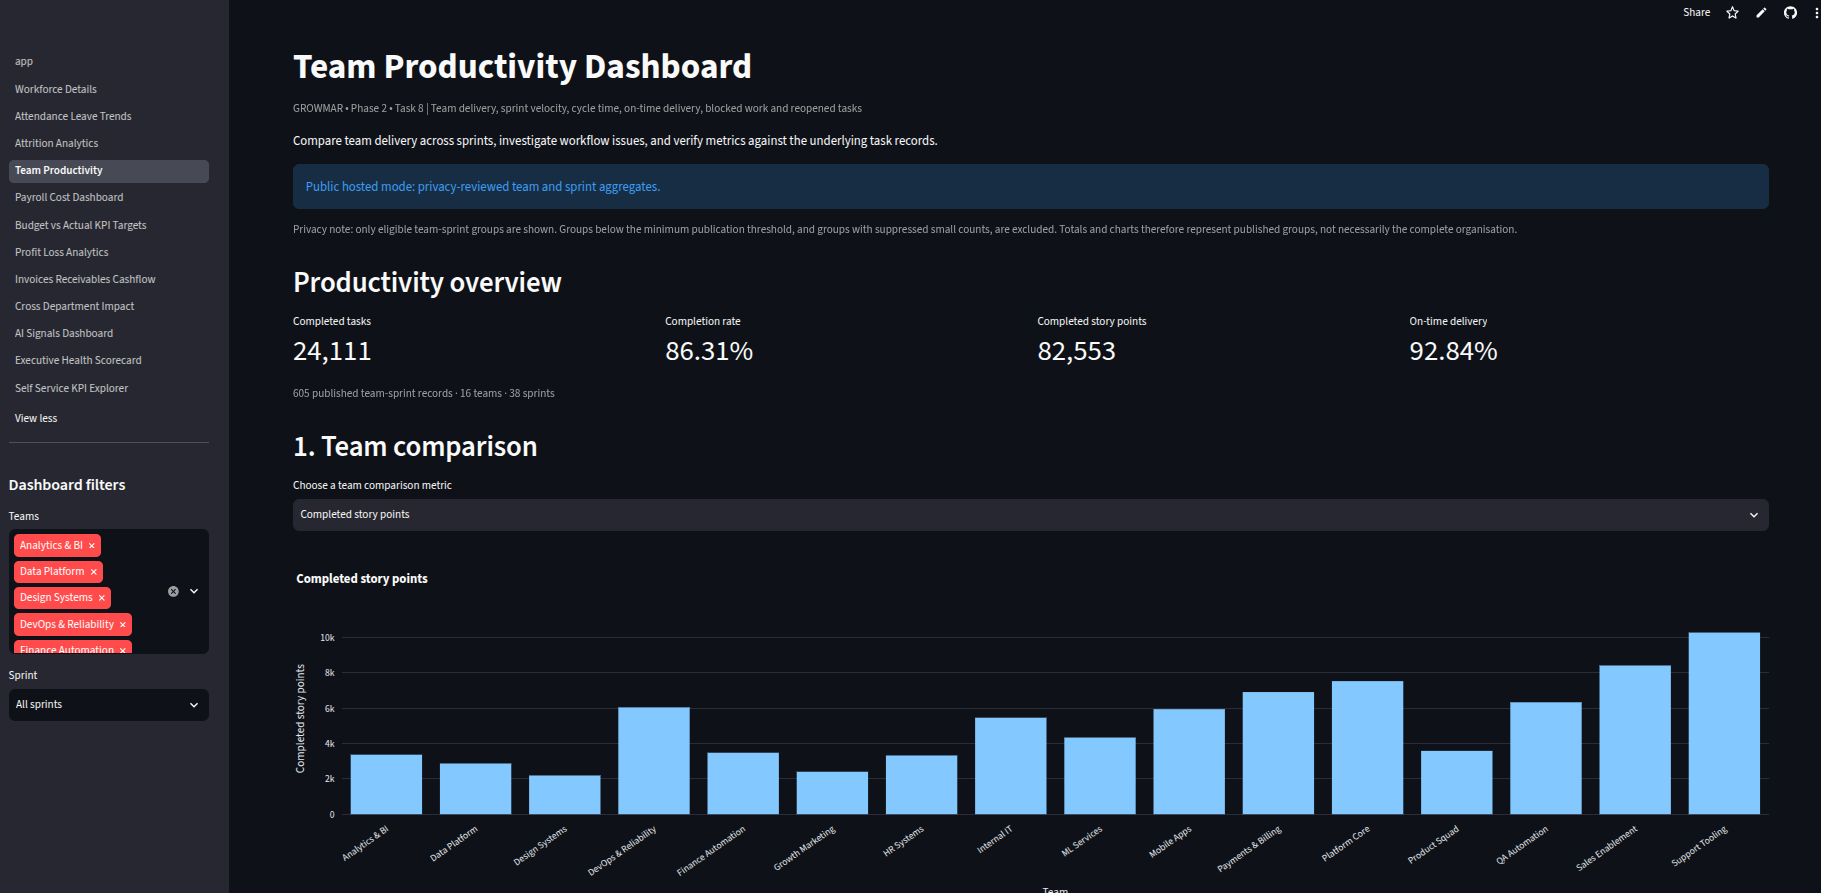 Share
app
Workforce Details
Attendance Leave Trends
Attrition Analytics
Team Productivity
Payroll Cost Dashboard
Budget vs Actual KPI Targets
Profit Loss Analytics
Invoices Receivables Cashflow
Cross Department Impact
AI Signals Dashboard
Executive Health Scorecard
Self Service KPI Explorer
View less
Dashboard filters
Teams
Analytics & BI ×
Data Platform ×
Design Systems ×
DevOps & Reliability ×
Finance Automation ×
Sprint
All sprints
Team Productivity Dashboard
GROWMAR • Phase 2 • Task 8 | Team delivery, sprint velocity, cycle time, on-time delivery, blocked work and reopened tasks
Compare team delivery across sprints, investigate workflow issues, and verify metrics against the underlying task records.
Public hosted mode: privacy-reviewed team and sprint aggregates.
Privacy note: only eligible team-sprint groups are shown. Groups below the minimum publication threshold, and groups with suppressed small counts, are excluded. Totals and charts therefore represent published groups, not necessarily the complete organisation.
Productivity overview
Completed tasks
24,111
Completion rate
86.31%
Completed story points
82,553
On-time delivery
92.84%
605 published team-sprint records · 16 teams · 38 sprints
1. Team comparison
Choose a team comparison metric
Completed story points
Completed story points
Completed story points
10k
8k
6k
4k
2k
0
Analytics & BI
Data Platform
Design Systems
DevOps & Reliability
Finance Automation
Growth Marketing
HR Systems
Internal IT
ML Services
Mobile Apps
Payments & Billing
Platform Core
Product Squad
QA Automation
Sales Enablement
Support Tooling
Team